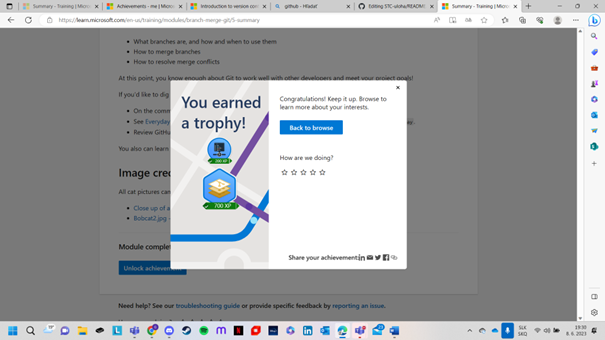 Summary - Training | Micros
Achievements - me | Micros
Introduction to version con
github - Hľadať
Editing STC-uloha/README
Summary - Training | Micros
https://learn.microsoft.com/en-us/training/modules/branch-merge-git/5-summary
What branches are, and how and when to use them
How to merge branches
How to resolve merge conflicts
At this point, you know enough about Git to work well with other developers and meet your project goals!
If you'd like to dig
On the comm
See Everyday
Review GitHu
You also can learn
Image cred
All cat pictures can
Close up of a
Bobcat2.jpg
Module complet
Unlock achievem
You earned
a trophy!
200 XP
700 XP
Congratulations! Keep it up. Browse to
learn more about your interests.
Back to browse
How are we doing?
Share your achievement
Need help? See our troubleshooting guide or provide specific feedback by reporting an issue.
SLK
SKQ
19:30
6. 6. 2023